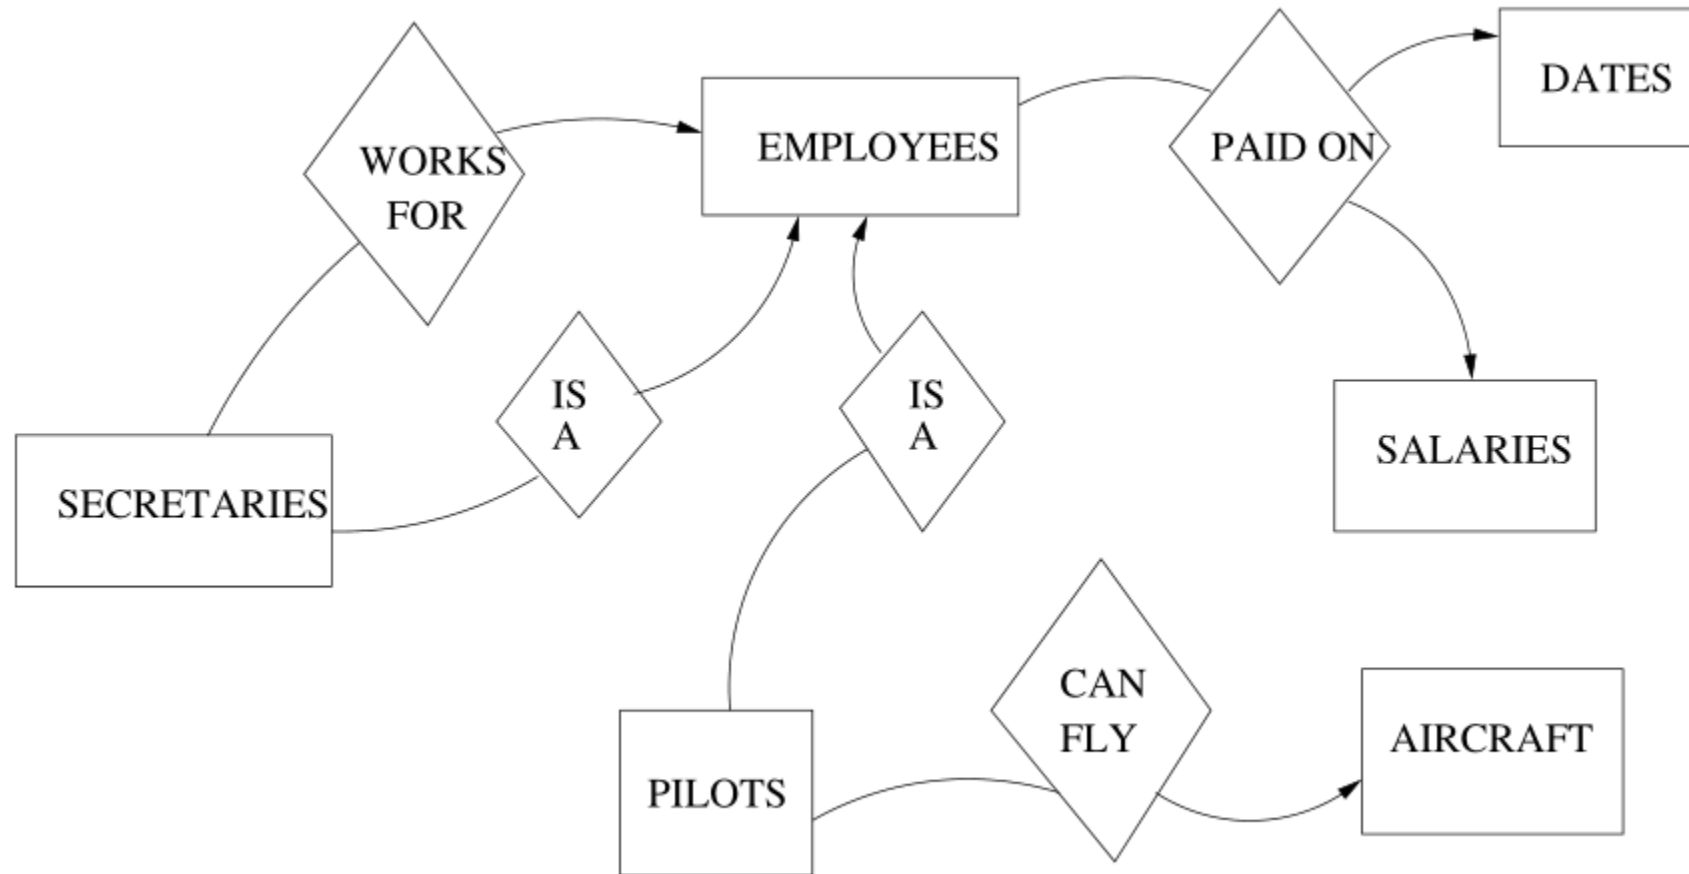 WORKS
FOR
EMPLOYEES
PAID ON
DATES
IS
A
IS
A
SALARIES
SECRETARIES
CAN
FLY
AIRCRAFT
PILOTS